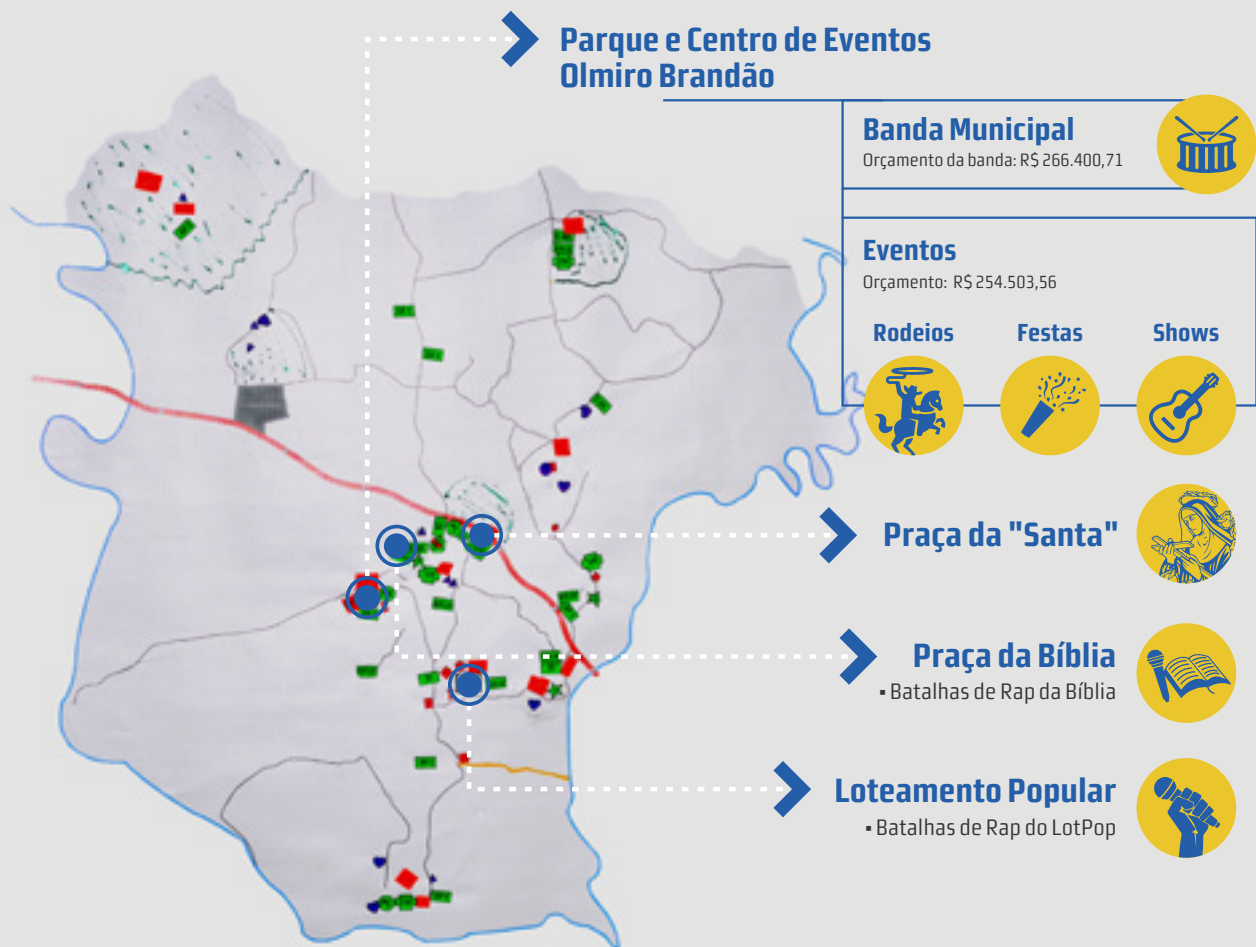 Parque e Centro de Eventos
Olmiro Brandão
Banda Municipal
Orçamento da banda: R$ 266.400,71
Eventos
Orçamento: R$ 254.503,56
Rodeios
Festas
Shows
Praça da "Santa"
Praça da Bíblia
▪ Batalhas de Rap da Bíblia
Loteamento Popular
▪ Batalhas de Rap do LotPop